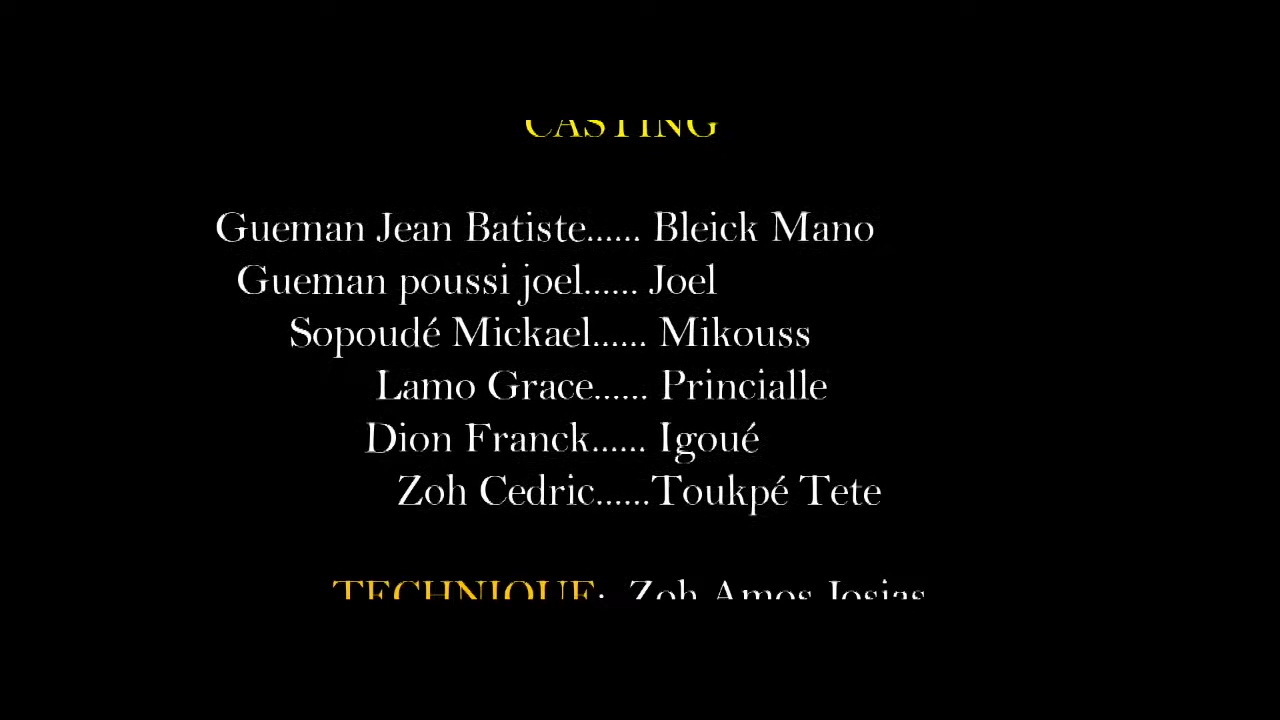 CASTING
Gueman Jean Batiste...... Bleick Mano
Gueman poussi joel...... Joel
Sopoudé Mickael...... Mikouss
Lamo Grace...... Princialle
Dion Franck...... Igoué
Zoh Cedric......Toukpé Tete
TECHNIQUE: Zoh Amos Josias